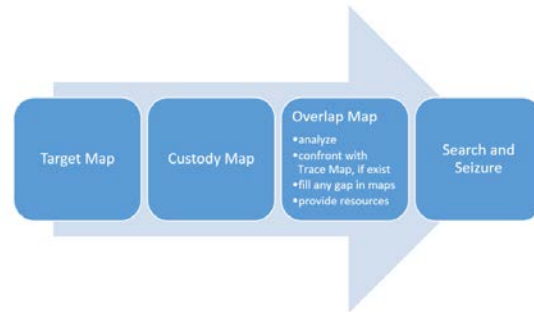 Target Map
Custody Map
Overlap Map
•analyze
•confront with
Trace Map, if exist
•fill any gap in maps
•provide resources
Search and
Seizure